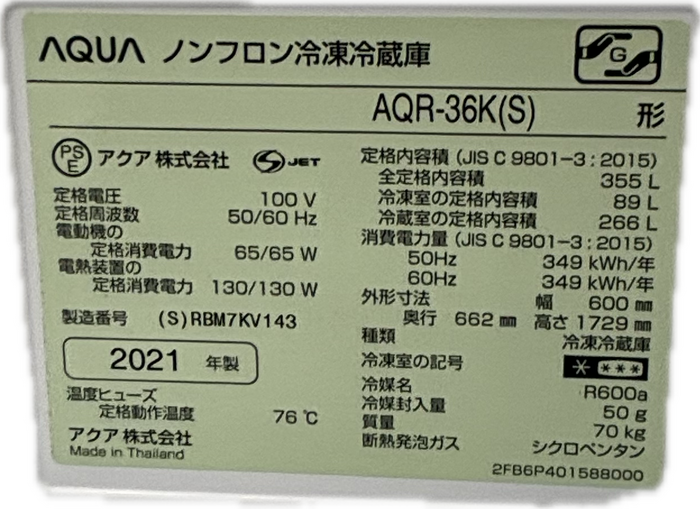 AQUA ノンフロン冷凍冷蔵庫
G
AQR-36K(S) 形
PSE アクア株式会社 S JET
定格電圧 100 V
定格周波数 50/60 Hz
電動機の
定格消費電力 65/65 W
電熱装置の
定格消費電力 130/130 W
製造番号 (S)RBM7KV143
2021 年製
温度ヒューズ
定格動作温度 76 ℃
アクア株式会社
Made in Thailand
定格内容積 (JIS C 9801-3 : 2015)
全定格内容積 355 L
冷凍室の定格内容積 89 L
冷蔵室の定格内容積 266 L
消費電力量 (JIS C 9801-3 : 2015)
50Hz 349 kWh/年
60Hz 349 kWh/年
外形寸法 幅 600 ㎜
奥行 662 ㎜ 高さ 1729 ㎜
種類 冷凍冷蔵庫
冷凍室の記号 * ***
冷媒名 R600a
冷媒封入量 50 g
質量 70 kg
断熱発泡ガス シクロペンタン
2FB6P401588000